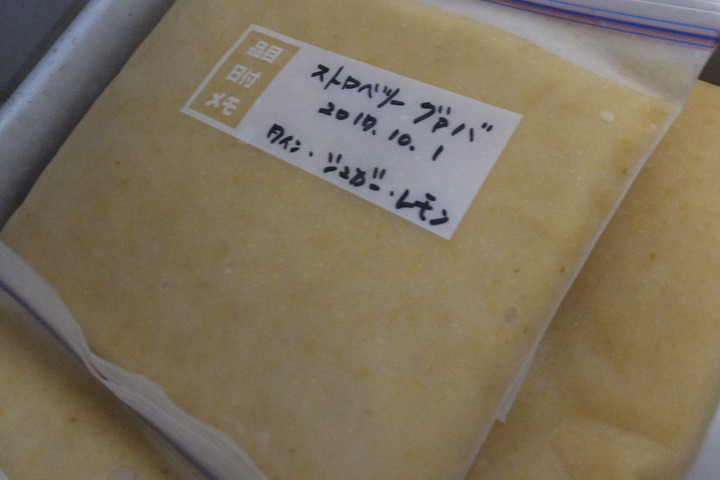 品目
日付
メモ
ストロベリー グァバ
2017.10.1
ワイン・シュガー・レモン